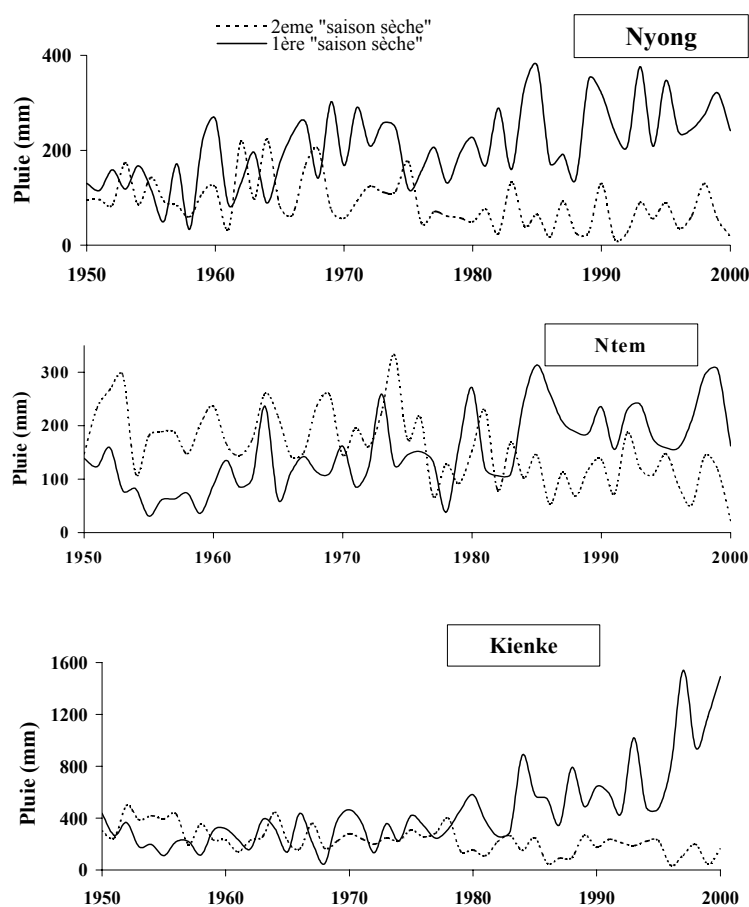 2eme "saison sèche"
1ère "saison sèche"
Nyong
400
200
0
Pluie (mm)
1950 1960 1970 1980 1990 2000
Ntem
300
200
100
0
Pluie (mm)
1950 1960 1970 1980 1990 2000
Kienke
1600
1200
800
400
0
Pluie (mm)
1950 1960 1970 1980 1990 2000